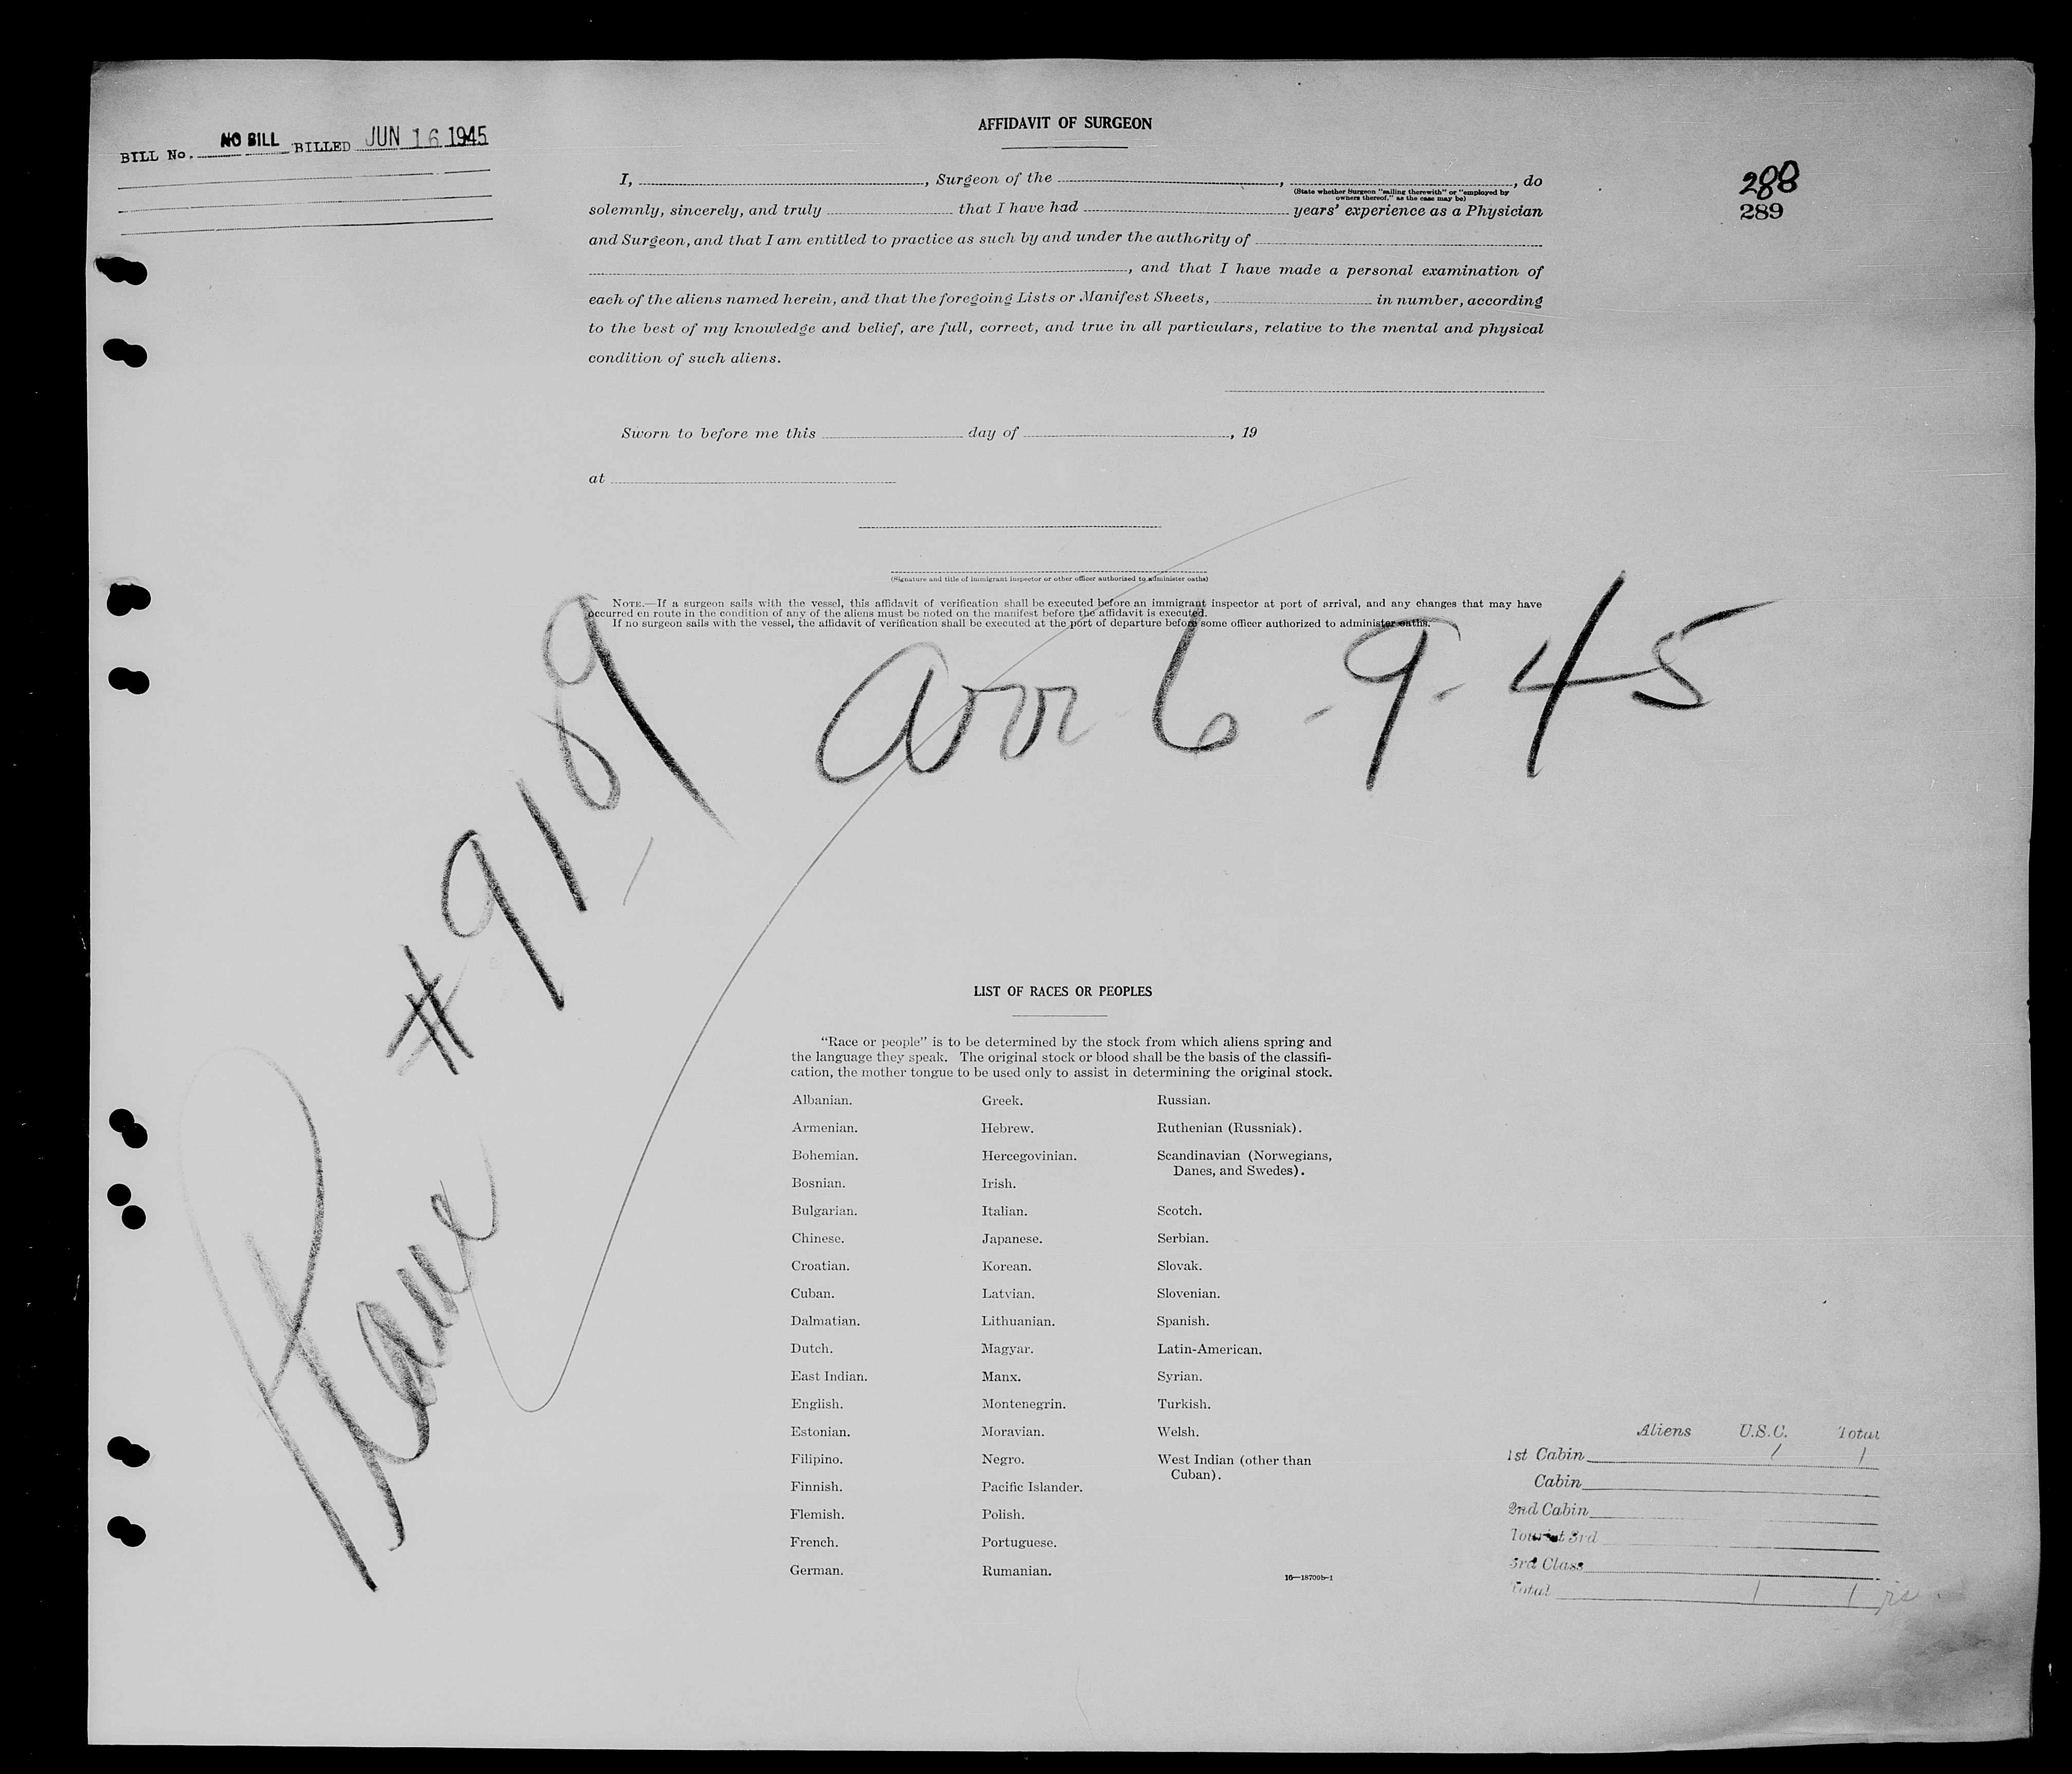 BILL No. NO BILL BILLED JUN 16 1945
AFFIDAVIT OF SURGEON
288
289
I, , Surgeon of the , , do
(State whether Surgeon "sailing therewith" or "employed by
owners thereof," as the case may be)
solemnly, sincerely, and truly that I have had years' experience as a Physician
and Surgeon, and that I am entitled to practice as such by and under the authority of
, and that I have made a personal examination of
each of the aliens named herein, and that the foregoing Lists or Manifest Sheets, in number, according
to the best of my knowledge and belief, are full, correct, and true in all particulars, relative to the mental and physical
condition of such aliens.
Sworn to before me this day of , 19
at
(Signature and title of immigrant inspector or other officer authorized to administer oaths)
NOTE.—If a surgeon sails with the vessel, this affidavit of verification shall be executed before an immigrant inspector at port of arrival, and any changes that may have
occurred en route in the condition of any of the aliens must be noted on the manifest before the affidavit is executed.
If no surgeon sails with the vessel, the affidavit of verification shall be executed at the port of departure before some officer authorized to administer oaths.
arr 6-9-45
Plane #9189
LIST OF RACES OR PEOPLES
"Race or people" is to be determined by the stock from which aliens spring and
the language they speak. The original stock or blood shall be the basis of the classifi-
cation, the mother tongue to be used only to assist in determining the original stock.
Albanian.
Armenian.
Bohemian.
Bosnian.
Bulgarian.
Chinese.
Croatian.
Cuban.
Dalmatian.
Dutch.
East Indian.
English.
Estonian.
Filipino.
Finnish.
Flemish.
French.
German.
Greek.
Hebrew.
Hercegovinian.
Irish.
Italian.
Japanese.
Korean.
Latvian.
Lithuanian.
Magyar.
Manx.
Montenegrin.
Moravian.
Negro.
Pacific Islander.
Polish.
Portuguese.
Rumanian.
Russian.
Ruthenian (Russniak).
Scandinavian (Norwegians,
Danes, and Swedes).
Scotch.
Serbian.
Slovak.
Slovenian.
Spanish.
Latin-American.
Syrian.
Turkish.
Welsh.
West Indian (other than
Cuban).
16—18709b-1
Aliens U.S.C. Total
1st Cabin 1 1
Cabin
2nd Cabin
Tourist 3rd
3rd Class
Total 1 1